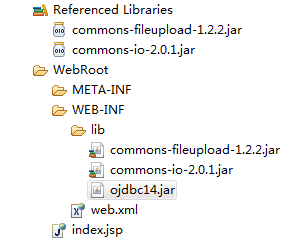 Referenced Libraries
commons-fileupload-1.2.2.jar
commons-io-2.0.1.jar
WebRoot
META-INF
WEB-INF
lib
commons-fileupload-1.2.2.jar
commons-io-2.0.1.jar
ojdbc14.jar
web.xml
index.jsp